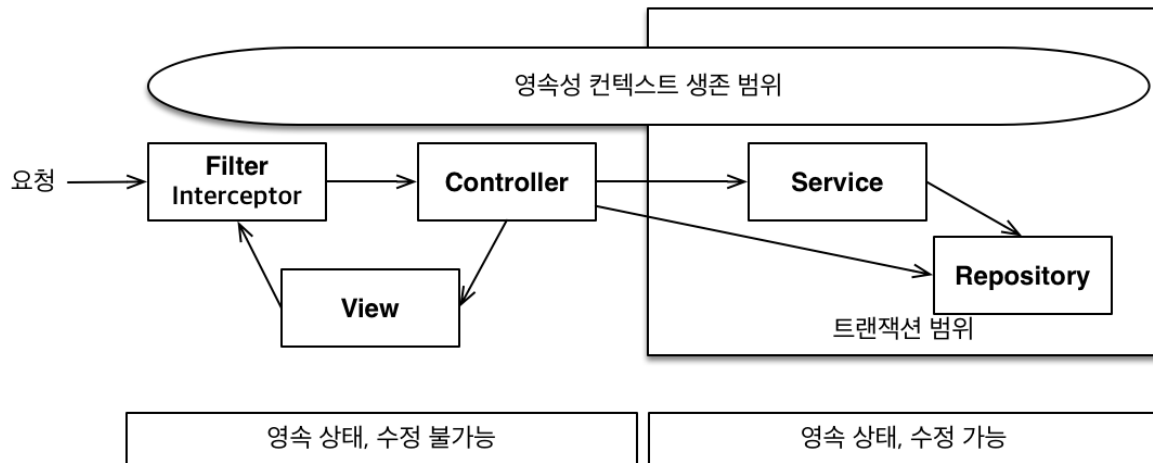 영속성 컨텍스트 생존 범위
요청
Filter
Interceptor
Controller
Service
Repository
View
트랜잭션 범위
영속 상태, 수정 불가능
영속 상태, 수정 가능